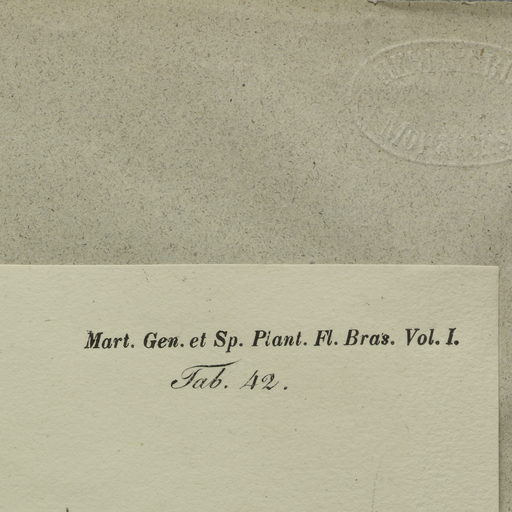 Mart. Gen. et Sp. Plant. Fl. Bras. Vol. I.
Tab. 42.